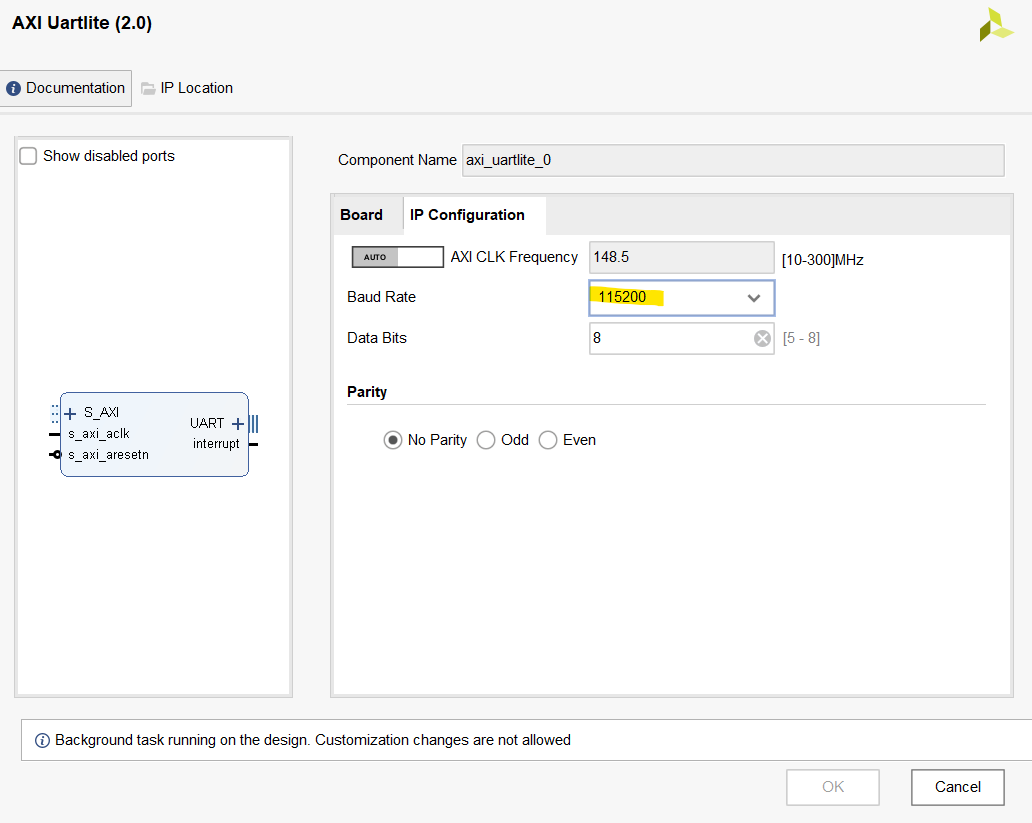 AXI Uartlite (2.0)
Documentation IP Location
Show disabled ports
S_AXI
s_axi_aclk
s_axi_aresetn
UART
interrupt
Component Name axi_uartlite_0
Board IP Configuration
AUTO AXI CLK Frequency 148.5 [10-300]MHz
Baud Rate 115200
Data Bits 8 [5 - 8]
Parity
No Parity Odd Even
Background task running on the design. Customization changes are not allowed
OK Cancel